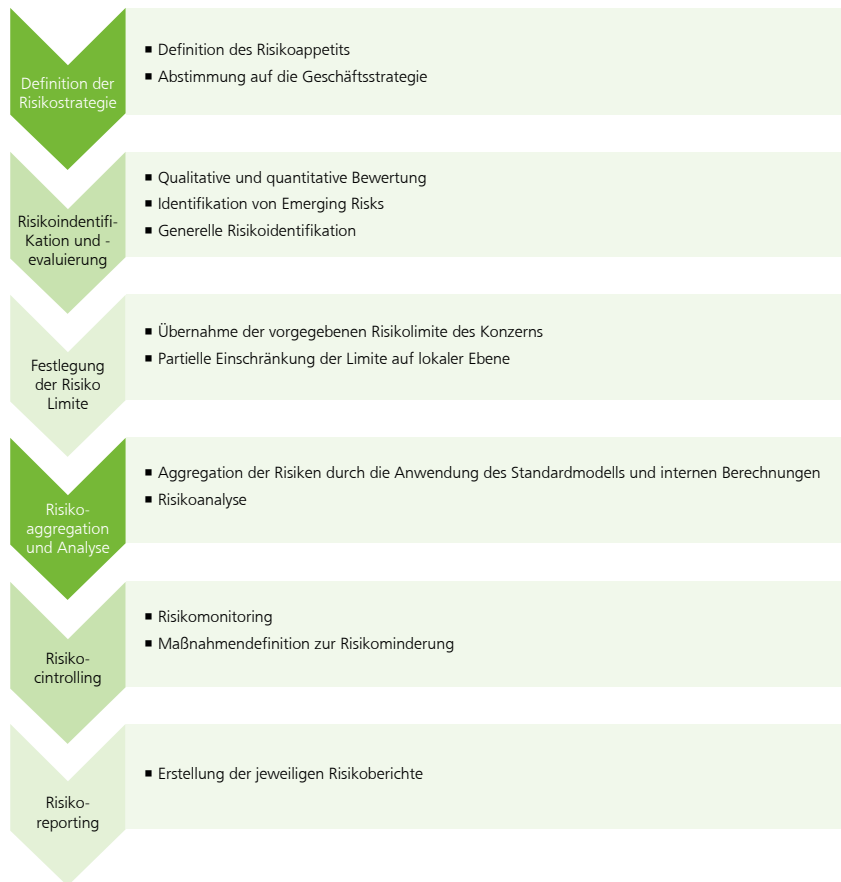 Definition der
Risikostrategie
▪ Definition des Risikoappetits
▪ Abstimmung auf die Geschäftsstrategie
Risikoindentifi-
Kation und -
evaluierung
▪ Qualitative und quantitative Bewertung
▪ Identifikation von Emerging Risks
▪ Generelle Risikoidentifikation
Festlegung
der Risiko
Limite
▪ Übernahme der vorgegebenen Risikolimite des Konzerns
▪ Partielle Einschränkung der Limite auf lokaler Ebene
Risiko-
aggregation
und Analyse
▪ Aggregation der Risiken durch die Anwendung des Standardmodells und internen Berechnungen
▪ Risikoanalyse
Risiko-
cintrolling
▪ Risikomonitoring
▪ Maßnahmendefinition zur Risikominderung
Risiko-
reporting
▪ Erstellung der jeweiligen Risikoberichte